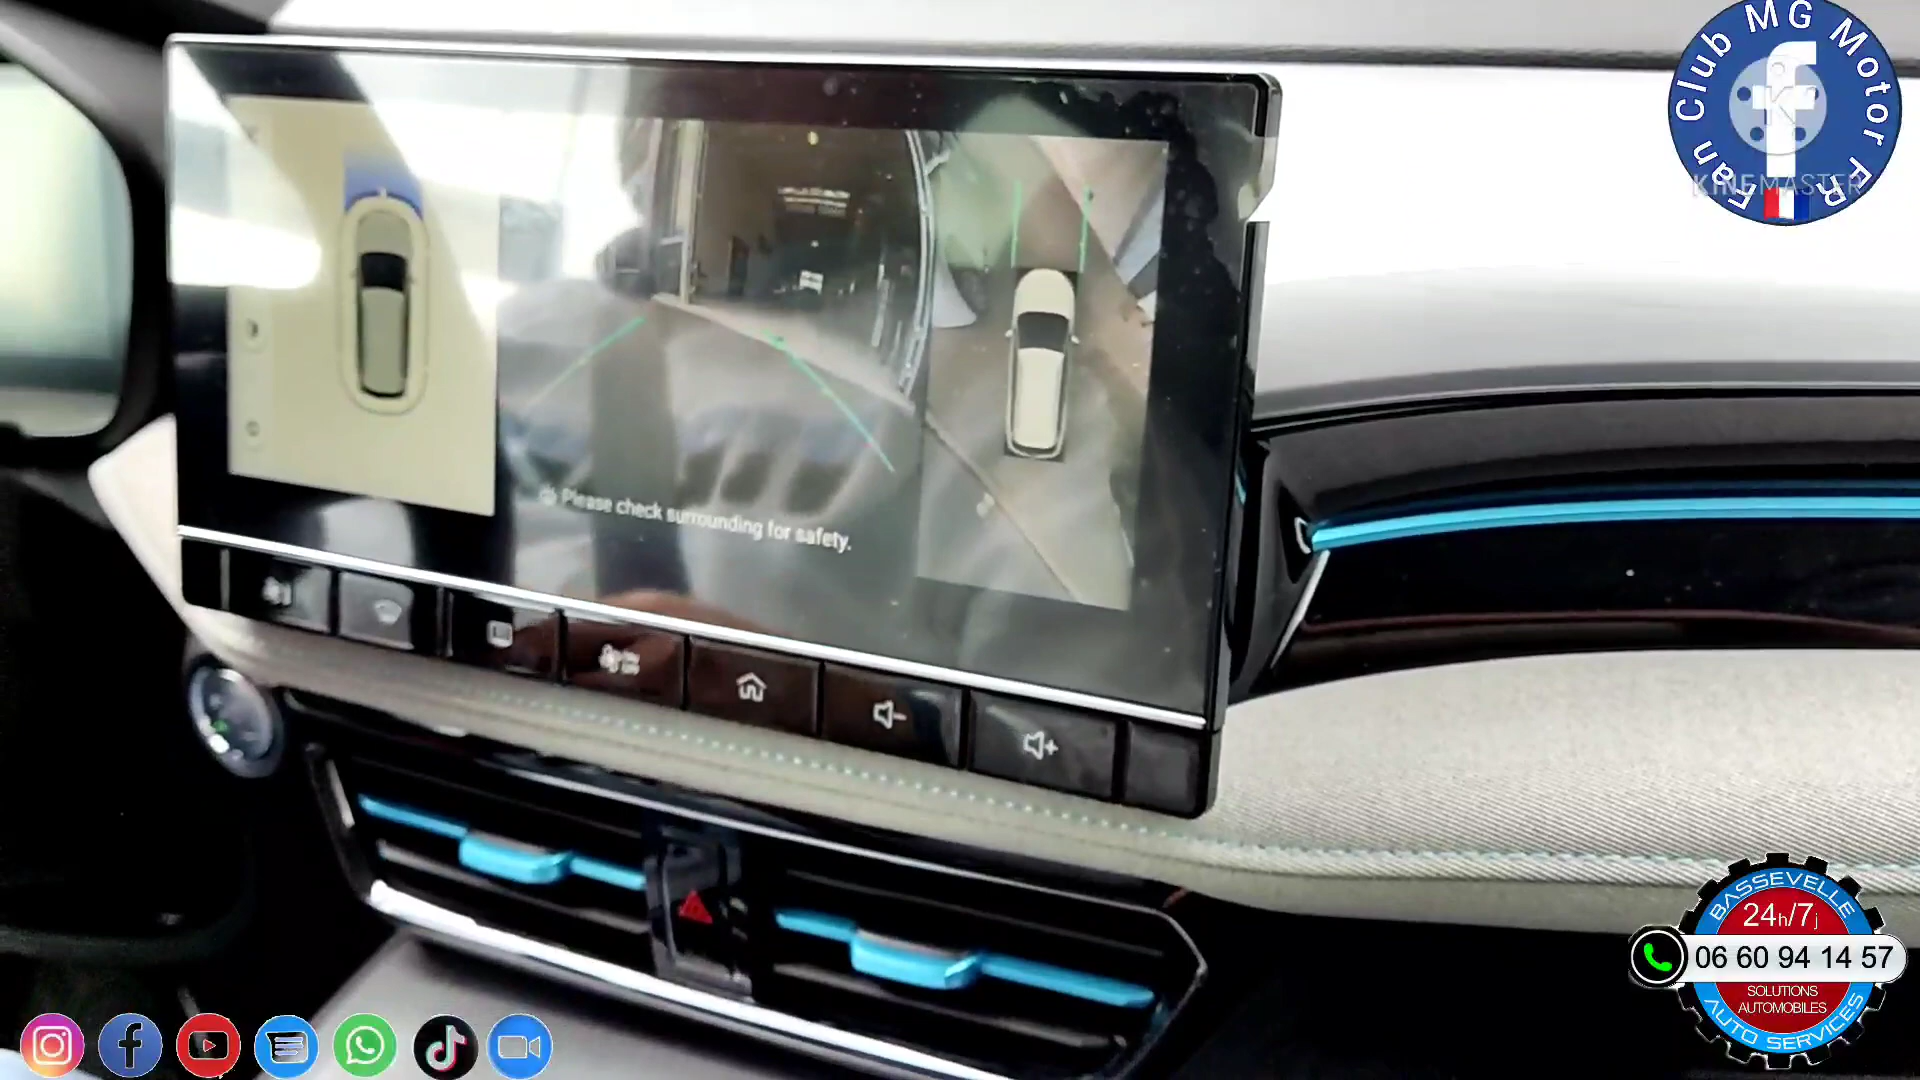 Fan Club MG Motor FR
KINEMASTER
Please check surrounding for safety.
BASSEVELLE
24h/7j
06 60 94 14 57
SOLUTIONS
AUTOMOBILES
AUTO SERVICES